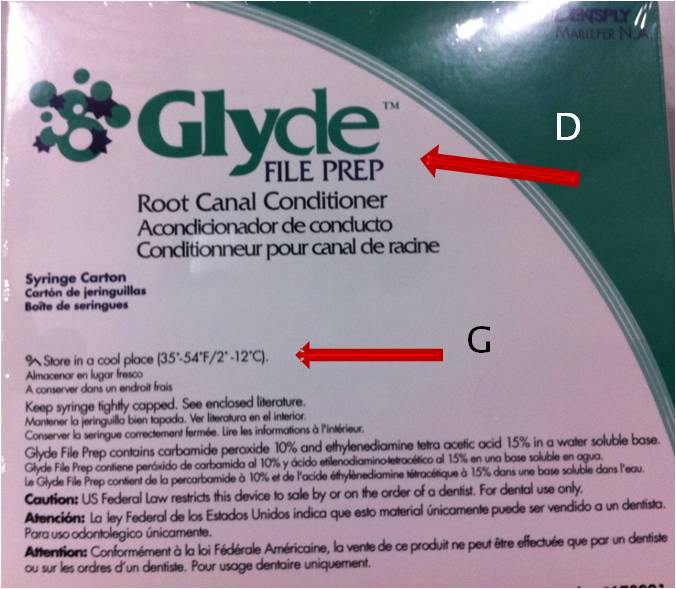 DENSPLY
MAILLEFER N.A.
Glyde™
FILE PREP
D
Root Canal Conditioner
Acondicionador de conducto
Conditionneur pour canal de racine
Syringe Carton
Cartón de jeringuillas
Boîte de seringues
G
Store in a cool place (35°-54°F/2°-12°C).
Almacenar en lugar fresco
A conserver dans un endroit frais
Keep syringe tightly capped. See enclosed literature.
Mantener la jeringuilla bien tapada. Ver literatura en el interior.
Conserver la seringue correctement fermée. Lire les informations à l'intérieur.
Glyde File Prep contains carbamide peroxide 10% and ethylenediamine tetra acetic acid 15% in a water soluble base.
Glyde File Prep contiene peróxido de carbamida al 10% y ácido etilenodiamino-tetracético al 15% en una base soluble en agua.
Le Glyde File Prep contient de la percarbamide à 10% et de l'acide éthylènediamine tétracétique à 15% dans une base soluble dans l'eau.
Caution: US Federal Law restricts this device to sale by or on the order of a dentist. For dental use only.
Atención: La ley Federal de los Estados Unidos indica que esto material únicamente puede ser vendido a un dentista.
Para uso odontologico únicamente.
Attention: Conformément à la loi Fédérale Américaine, la vente de ce produit ne peut être effectuée que par un dentiste
ou sur les ordres d'un dentiste. Pour usage dentaire uniquement.